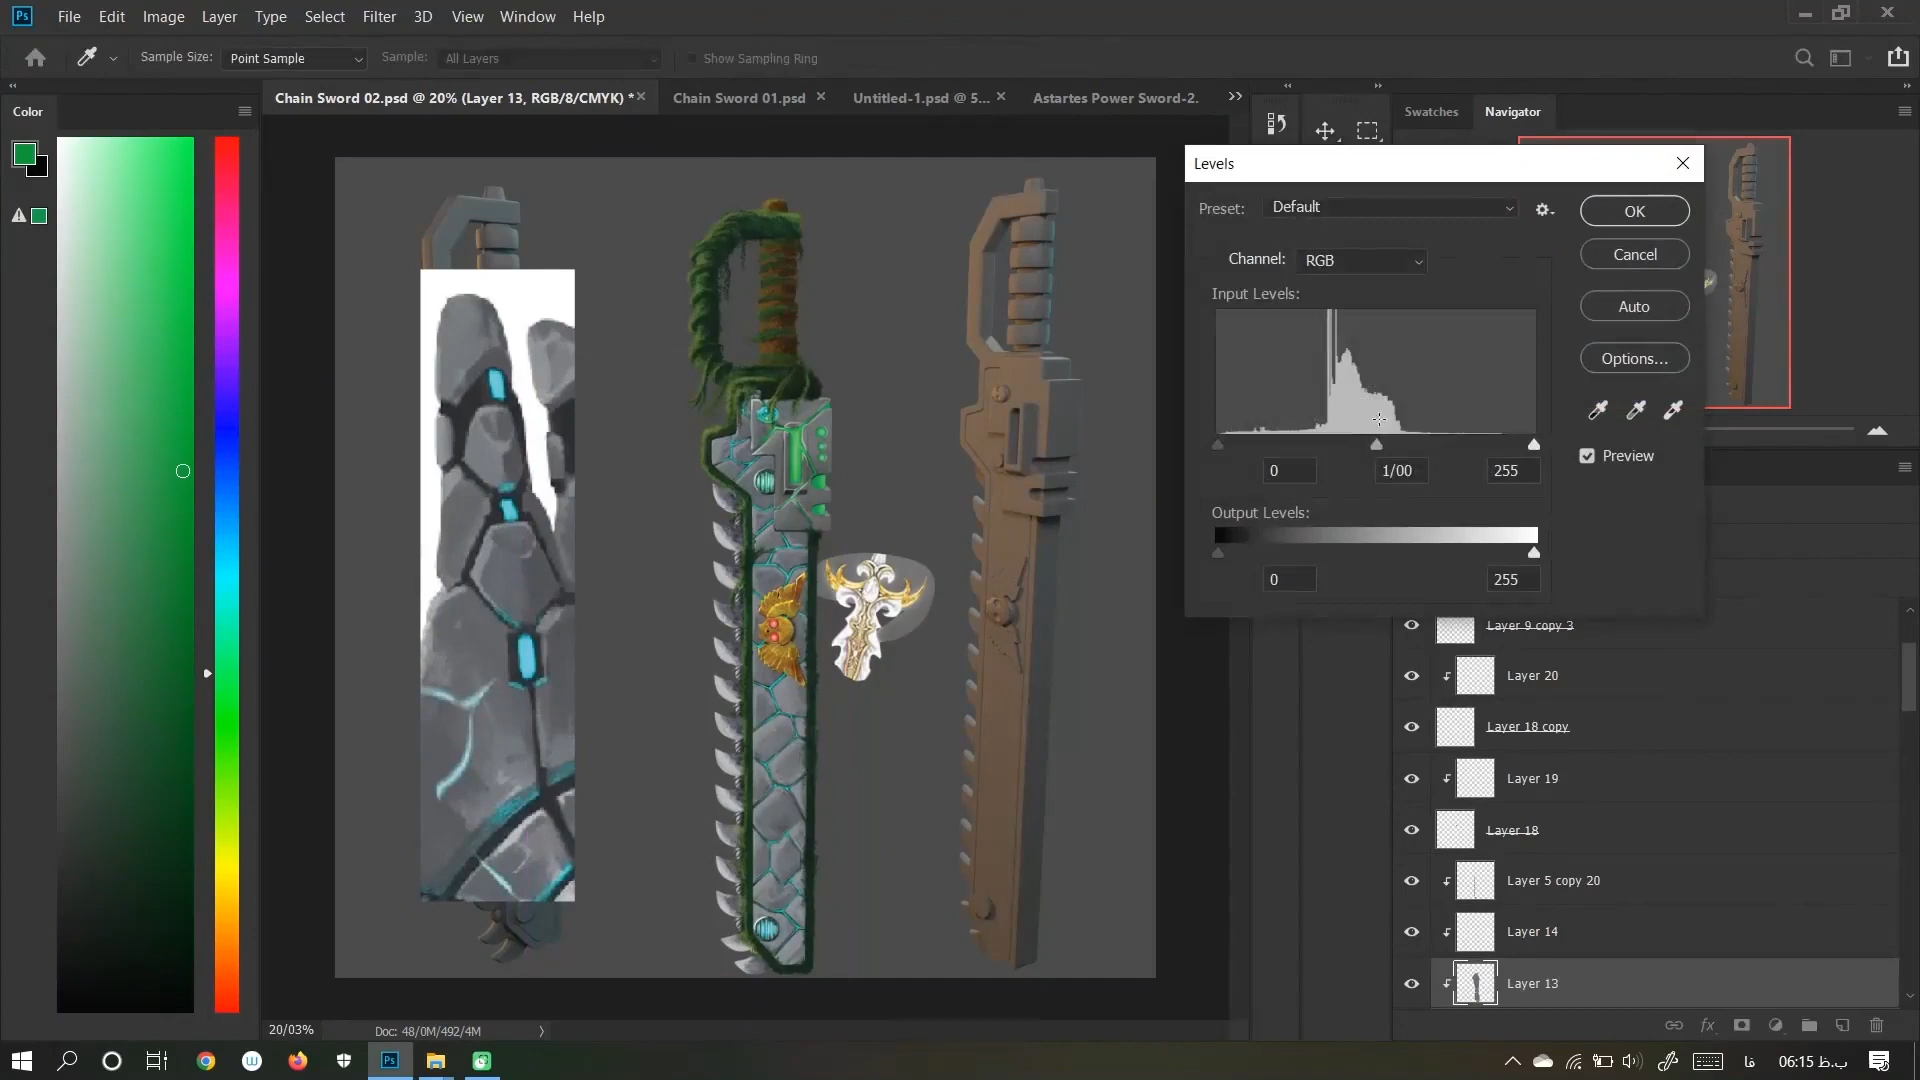 Ps File Edit Image Layer Type Select Filter 3D View Window Help
Sample Size: Point Sample Sample: All Layers Show Sampling Ring
Color
Chain Sword 02.psd @ 20% (Layer 13, RGB/8/CMYK) * Chain Sword 01.psd Untitled-1.psd @ 5... Astartes Power Sword-2.
Swatches Navigator
Levels
Preset: Default OK
Channel: RGB Cancel
Input Levels: Auto
Options...
Preview
0 1/00 255
Output Levels:
0 255
Layer 9 copy 3
Layer 20
Layer 18 copy
Layer 19
Layer 18
Layer 5 copy 20
Layer 14
Layer 13
20/03% Doc: 48/0M/492/4M
fx
Ps فا 06:15 ب.ظ